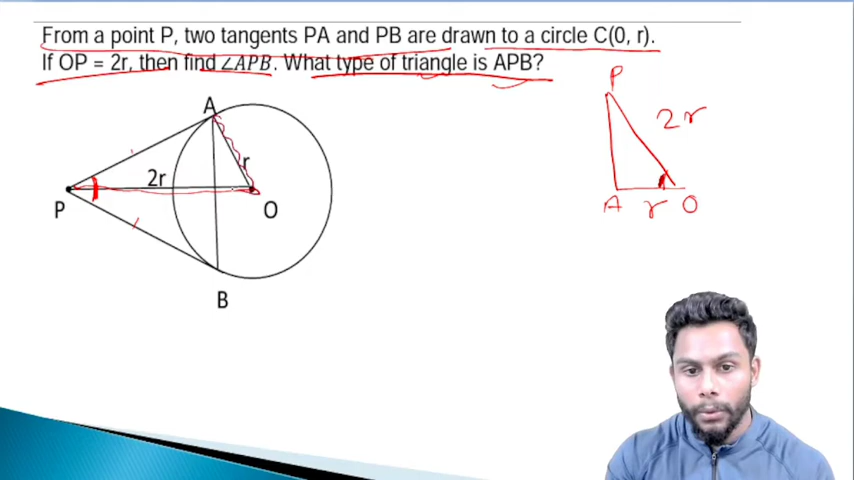 From a point P, two tangents PA and PB are drawn to a circle C(0, r).
If OP = 2r, then find ∠APB. What type of triangle is APB?
P
A
2r
r
2r
P
O
A
r
O
B